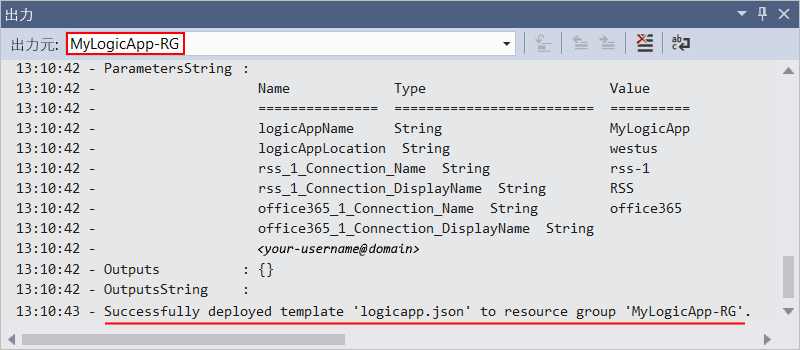 出力
出力元: MyLogicApp-RG
13:10:42 - ParametersString :
13:10:42 - Name Type Value
13:10:42 - =============== ========================= ==========
13:10:42 - logicAppName String MyLogicApp
13:10:42 - logicAppLocation String westus
13:10:42 - rss_1_Connection_Name String rss-1
13:10:42 - rss_1_Connection_DisplayName String RSS
13:10:42 - office365_1_Connection_Name String office365
13:10:42 - office365_1_Connection_DisplayName String
13:10:42 - <your-username@domain>
13:10:42 - Outputs : {}
13:10:42 - OutputsString :
13:10:43 - Successfully deployed template 'logicapp.json' to resource group 'MyLogicApp-RG'.